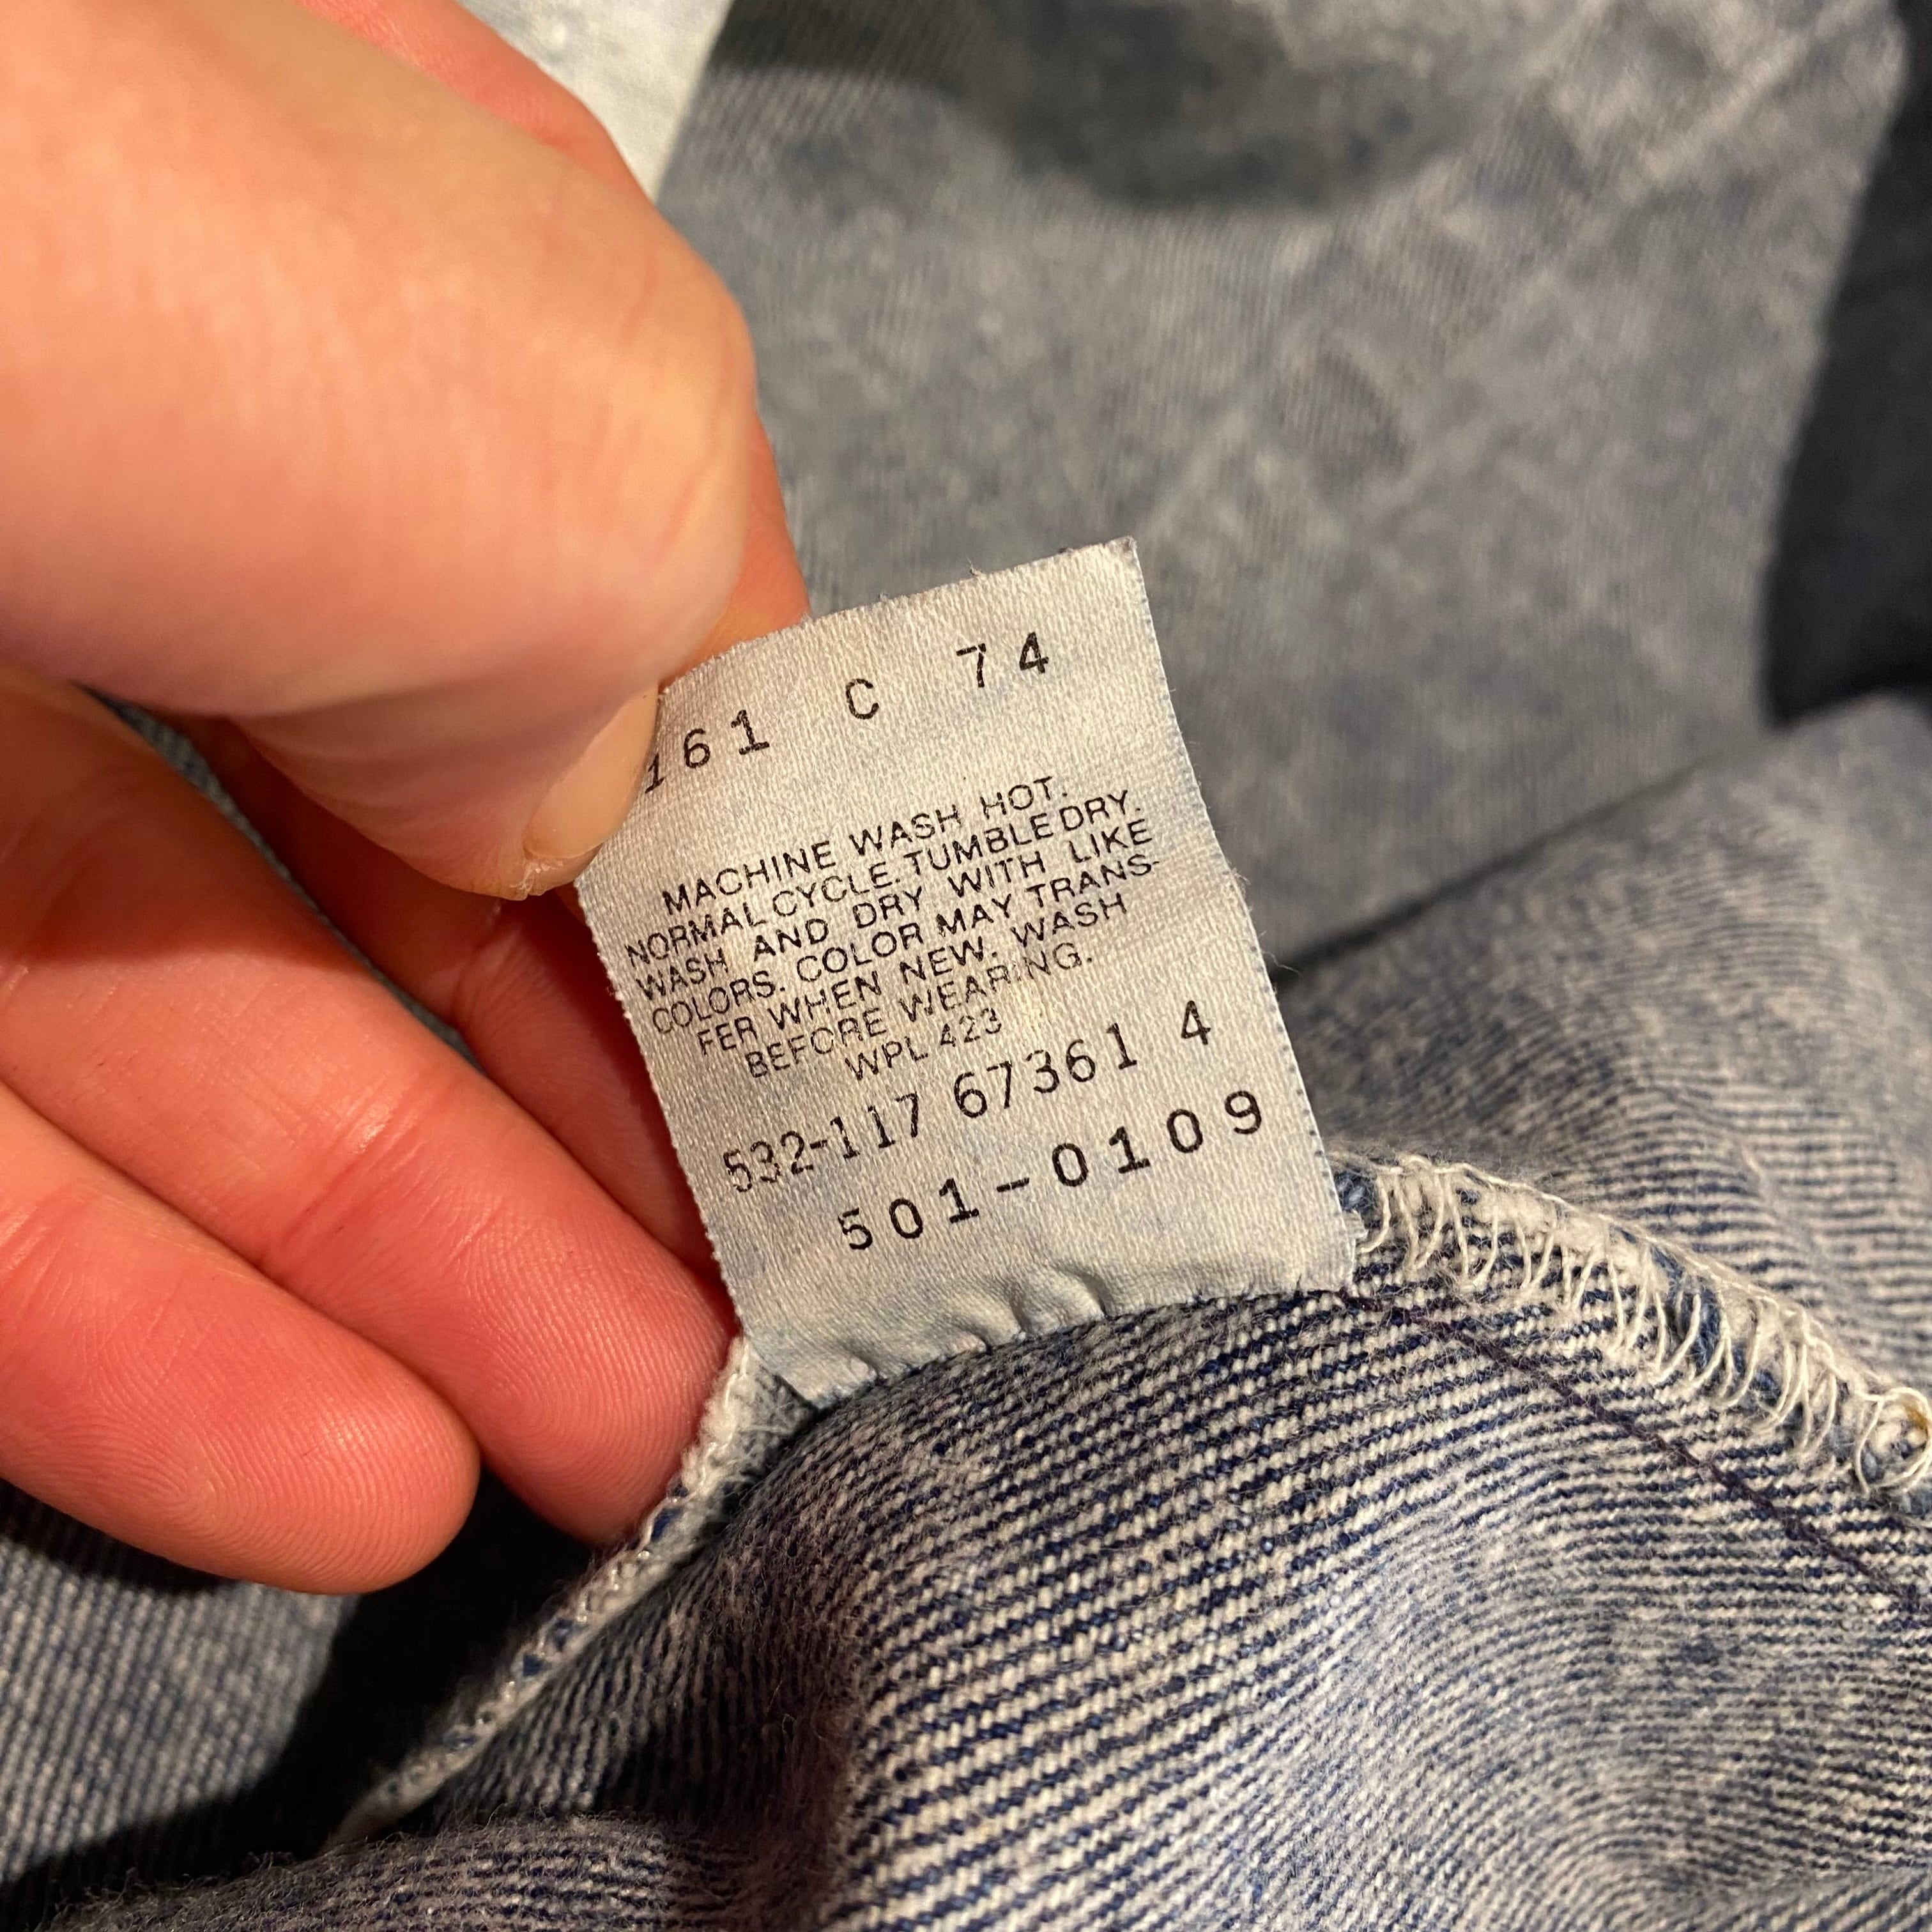 161 C 74
MACHINE WASH HOT.
NORMAL CYCLE. TUMBLE DRY.
WASH AND DRY WITH LIKE
COLORS. COLOR MAY TRANS-
FER WHEN NEW. WASH
BEFORE WEARING.
WPL 423
532-117 67361 4
501-0109